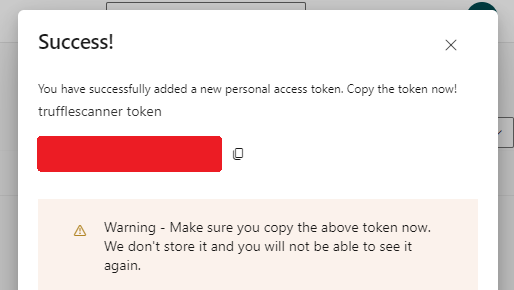 Success!
You have successfully added a new personal access token. Copy the token now!
trufflescanner token
Warning - Make sure you copy the above token now.
We don't store it and you will not be able to see it
again.